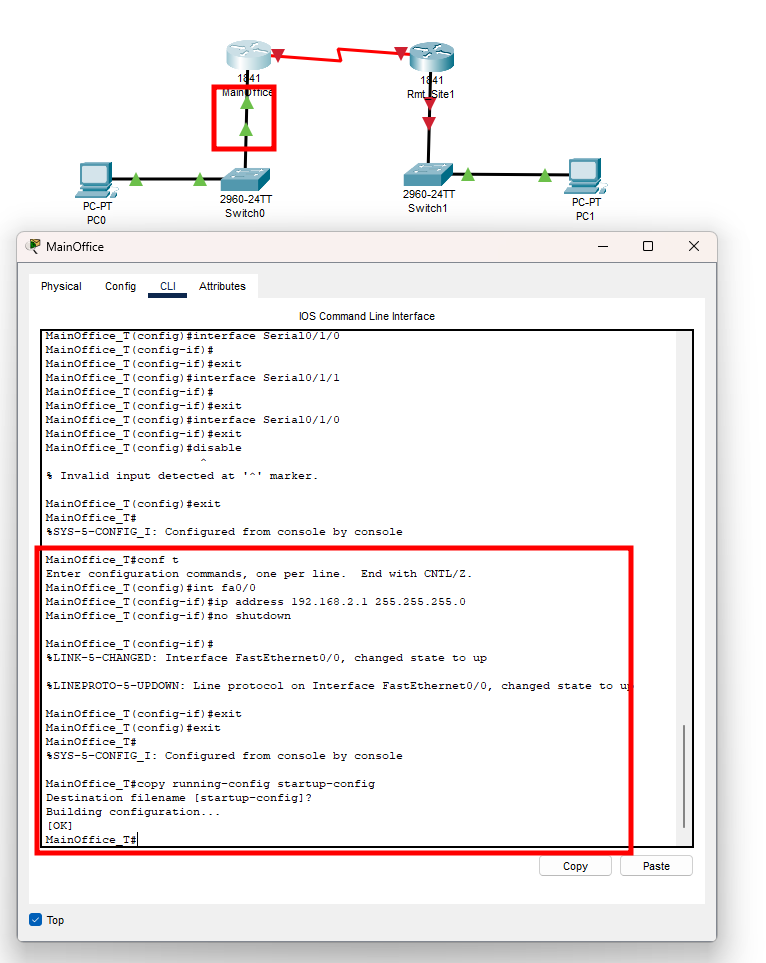 1841
MainOffice
1841
Rmt_Site1
PC-PT
PC0
2960-24TT
Switch0
2960-24TT
Switch1
PC-PT
PC1
MainOffice
Physical Config CLI Attributes
IOS Command Line Interface
MainOffice_T(config)#interface Serial0/1/0
MainOffice_T(config-if)#
MainOffice_T(config-if)#exit
MainOffice_T(config)#interface Serial0/1/1
MainOffice_T(config-if)#
MainOffice_T(config-if)#exit
MainOffice_T(config)#interface Serial0/1/0
MainOffice_T(config-if)#exit
MainOffice_T(config)#disable
^
% Invalid input detected at '^' marker.
MainOffice_T(config)#exit
MainOffice_T#
%SYS-5-CONFIG_I: Configured from console by console
MainOffice_T#conf t
Enter configuration commands, one per line. End with CNTL/Z.
MainOffice_T(config)#int fa0/0
MainOffice_T(config-if)#ip address 192.168.2.1 255.255.255.0
MainOffice_T(config-if)#no shutdown
MainOffice_T(config-if)#
%LINK-5-CHANGED: Interface FastEthernet0/0, changed state to up
%LINEPROTO-5-UPDOWN: Line protocol on Interface FastEthernet0/0, changed state to up
MainOffice_T(config-if)#exit
MainOffice_T(config)#exit
MainOffice_T#
%SYS-5-CONFIG_I: Configured from console by console
MainOffice_T#copy running-config startup-config
Destination filename [startup-config]?
Building configuration...
[OK]
MainOffice_T#
Copy Paste
Top